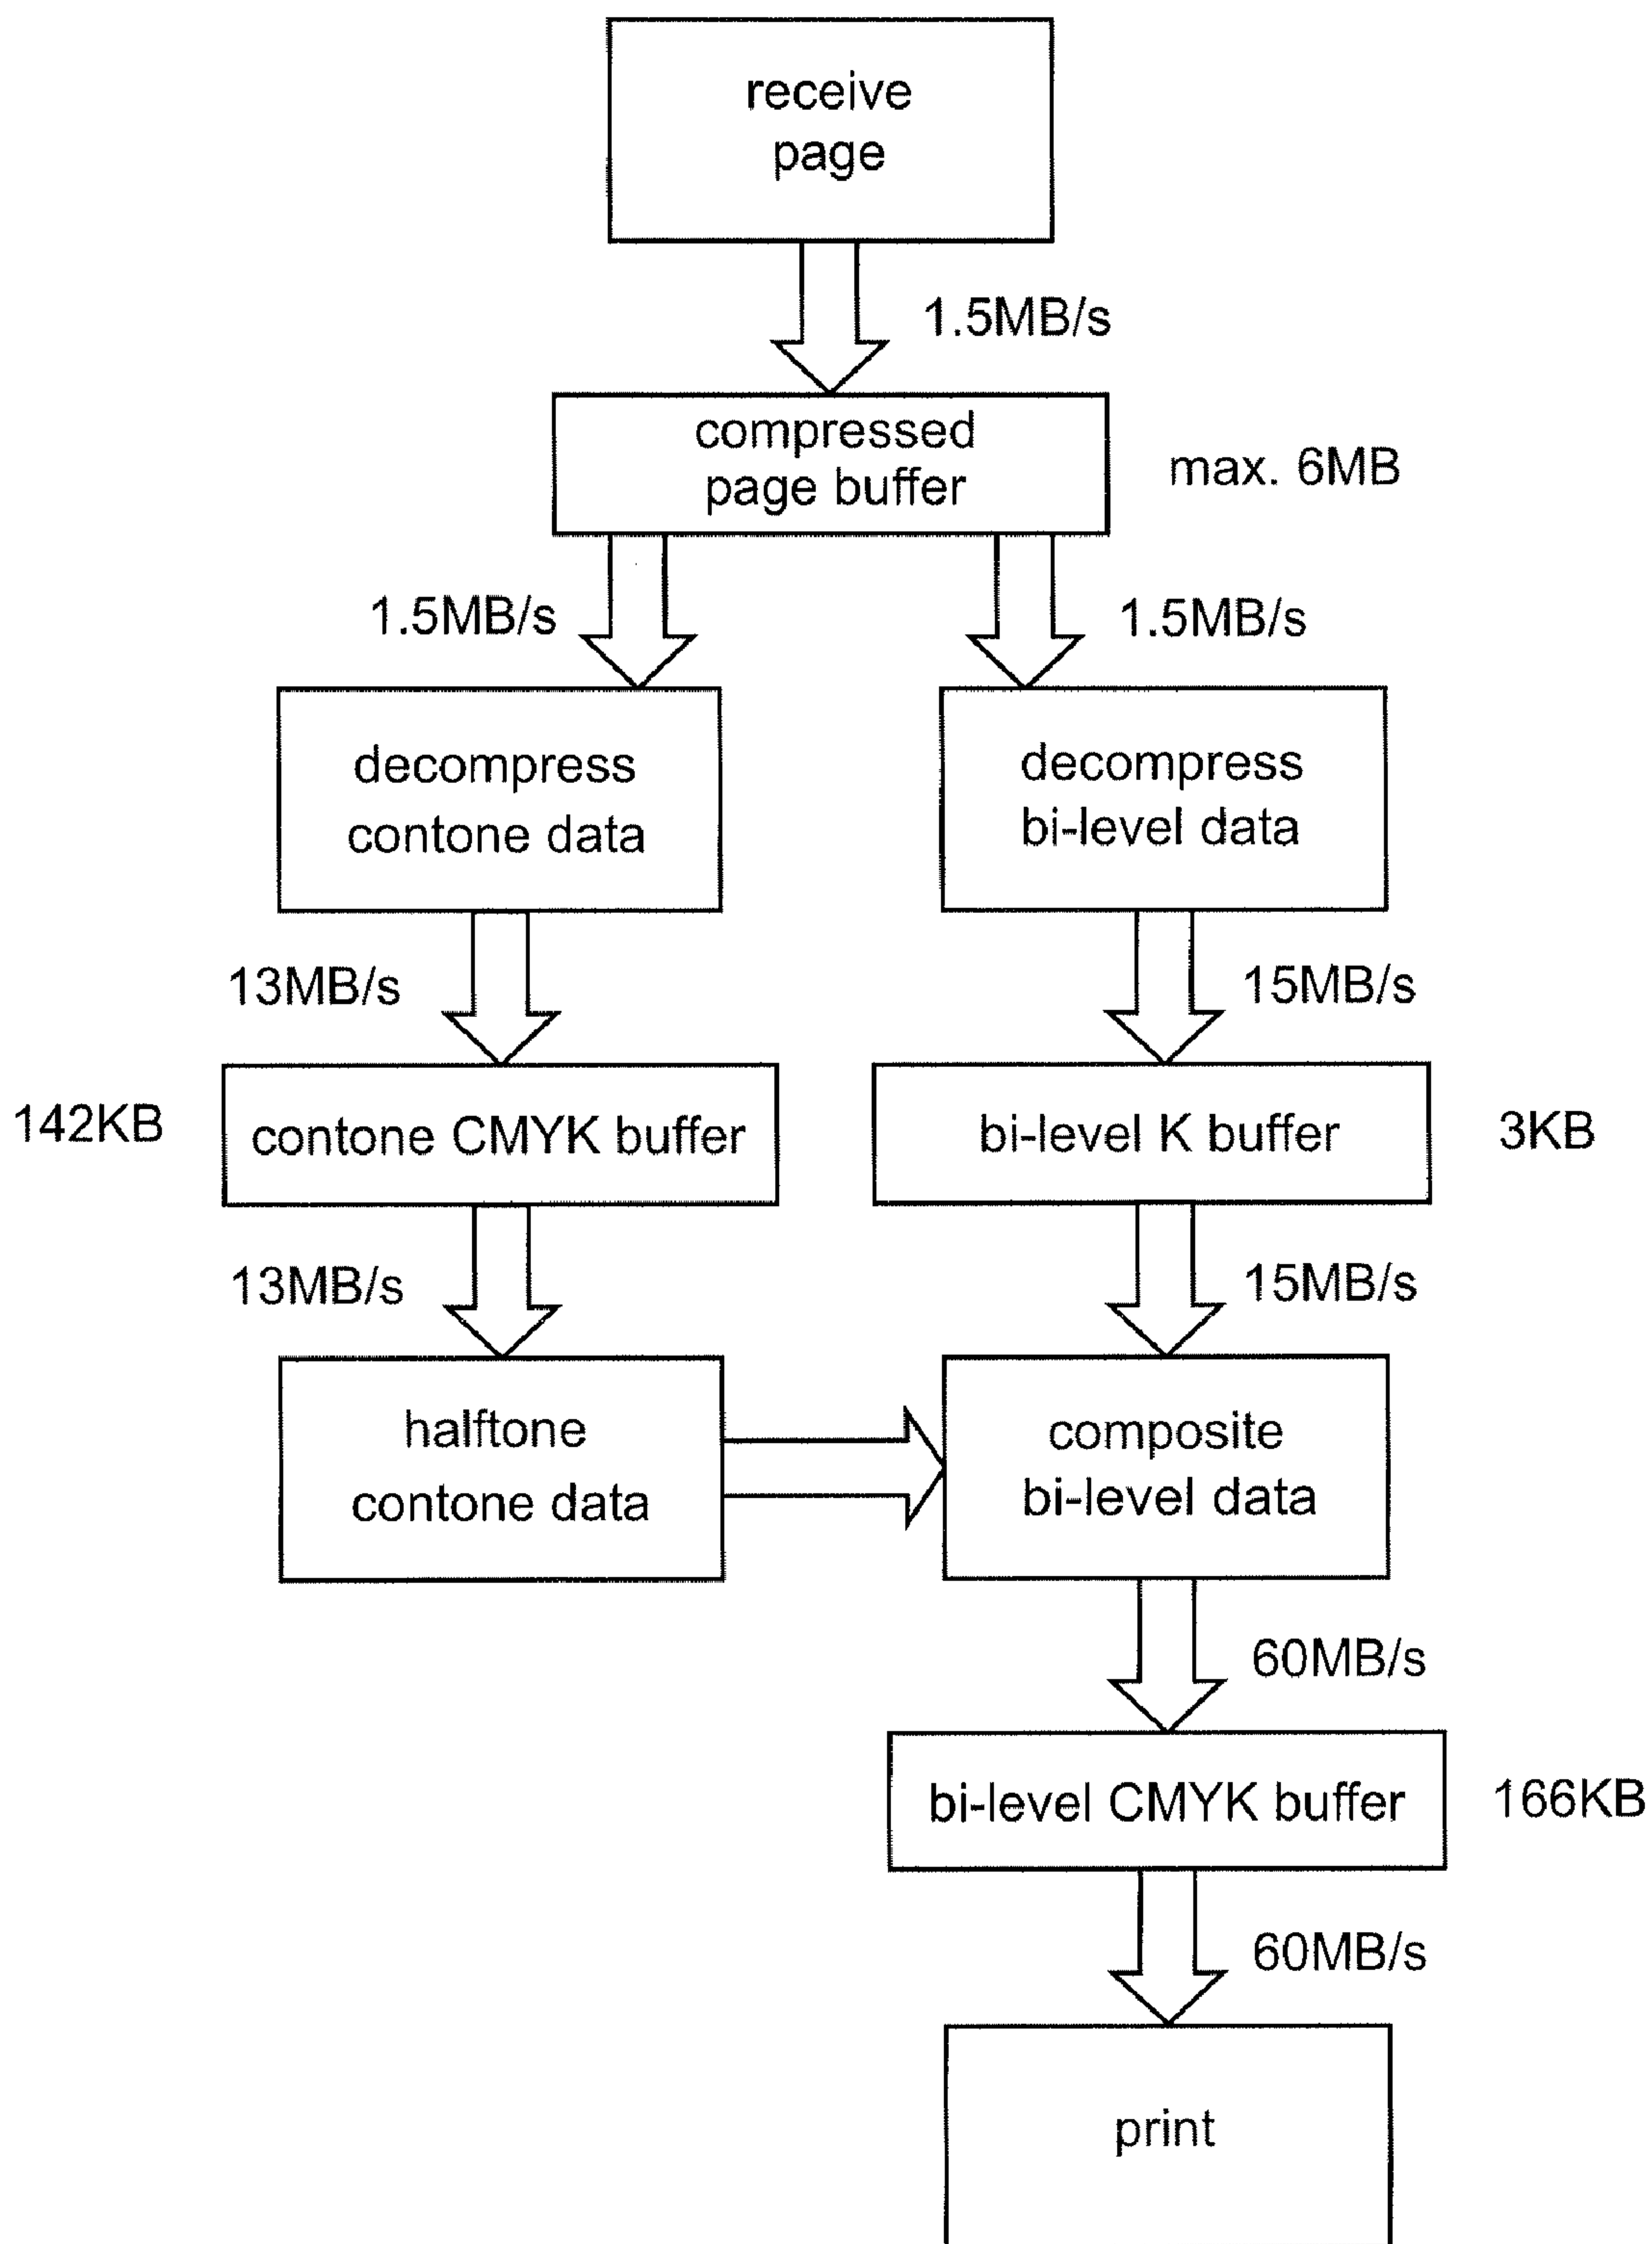 receive
page
1.5MB/s
compressed
page buffer
max. 6MB
1.5MB/s
1.5MB/s
decompress
contone data
decompress
bi-level data
13MB/s
15MB/s
142KB
contone CMYK buffer
bi-level K buffer
3KB
13MB/s
15MB/s
halftone
contone data
composite
bi-level data
60MB/s
bi-level CMYK buffer
166KB
60MB/s
print